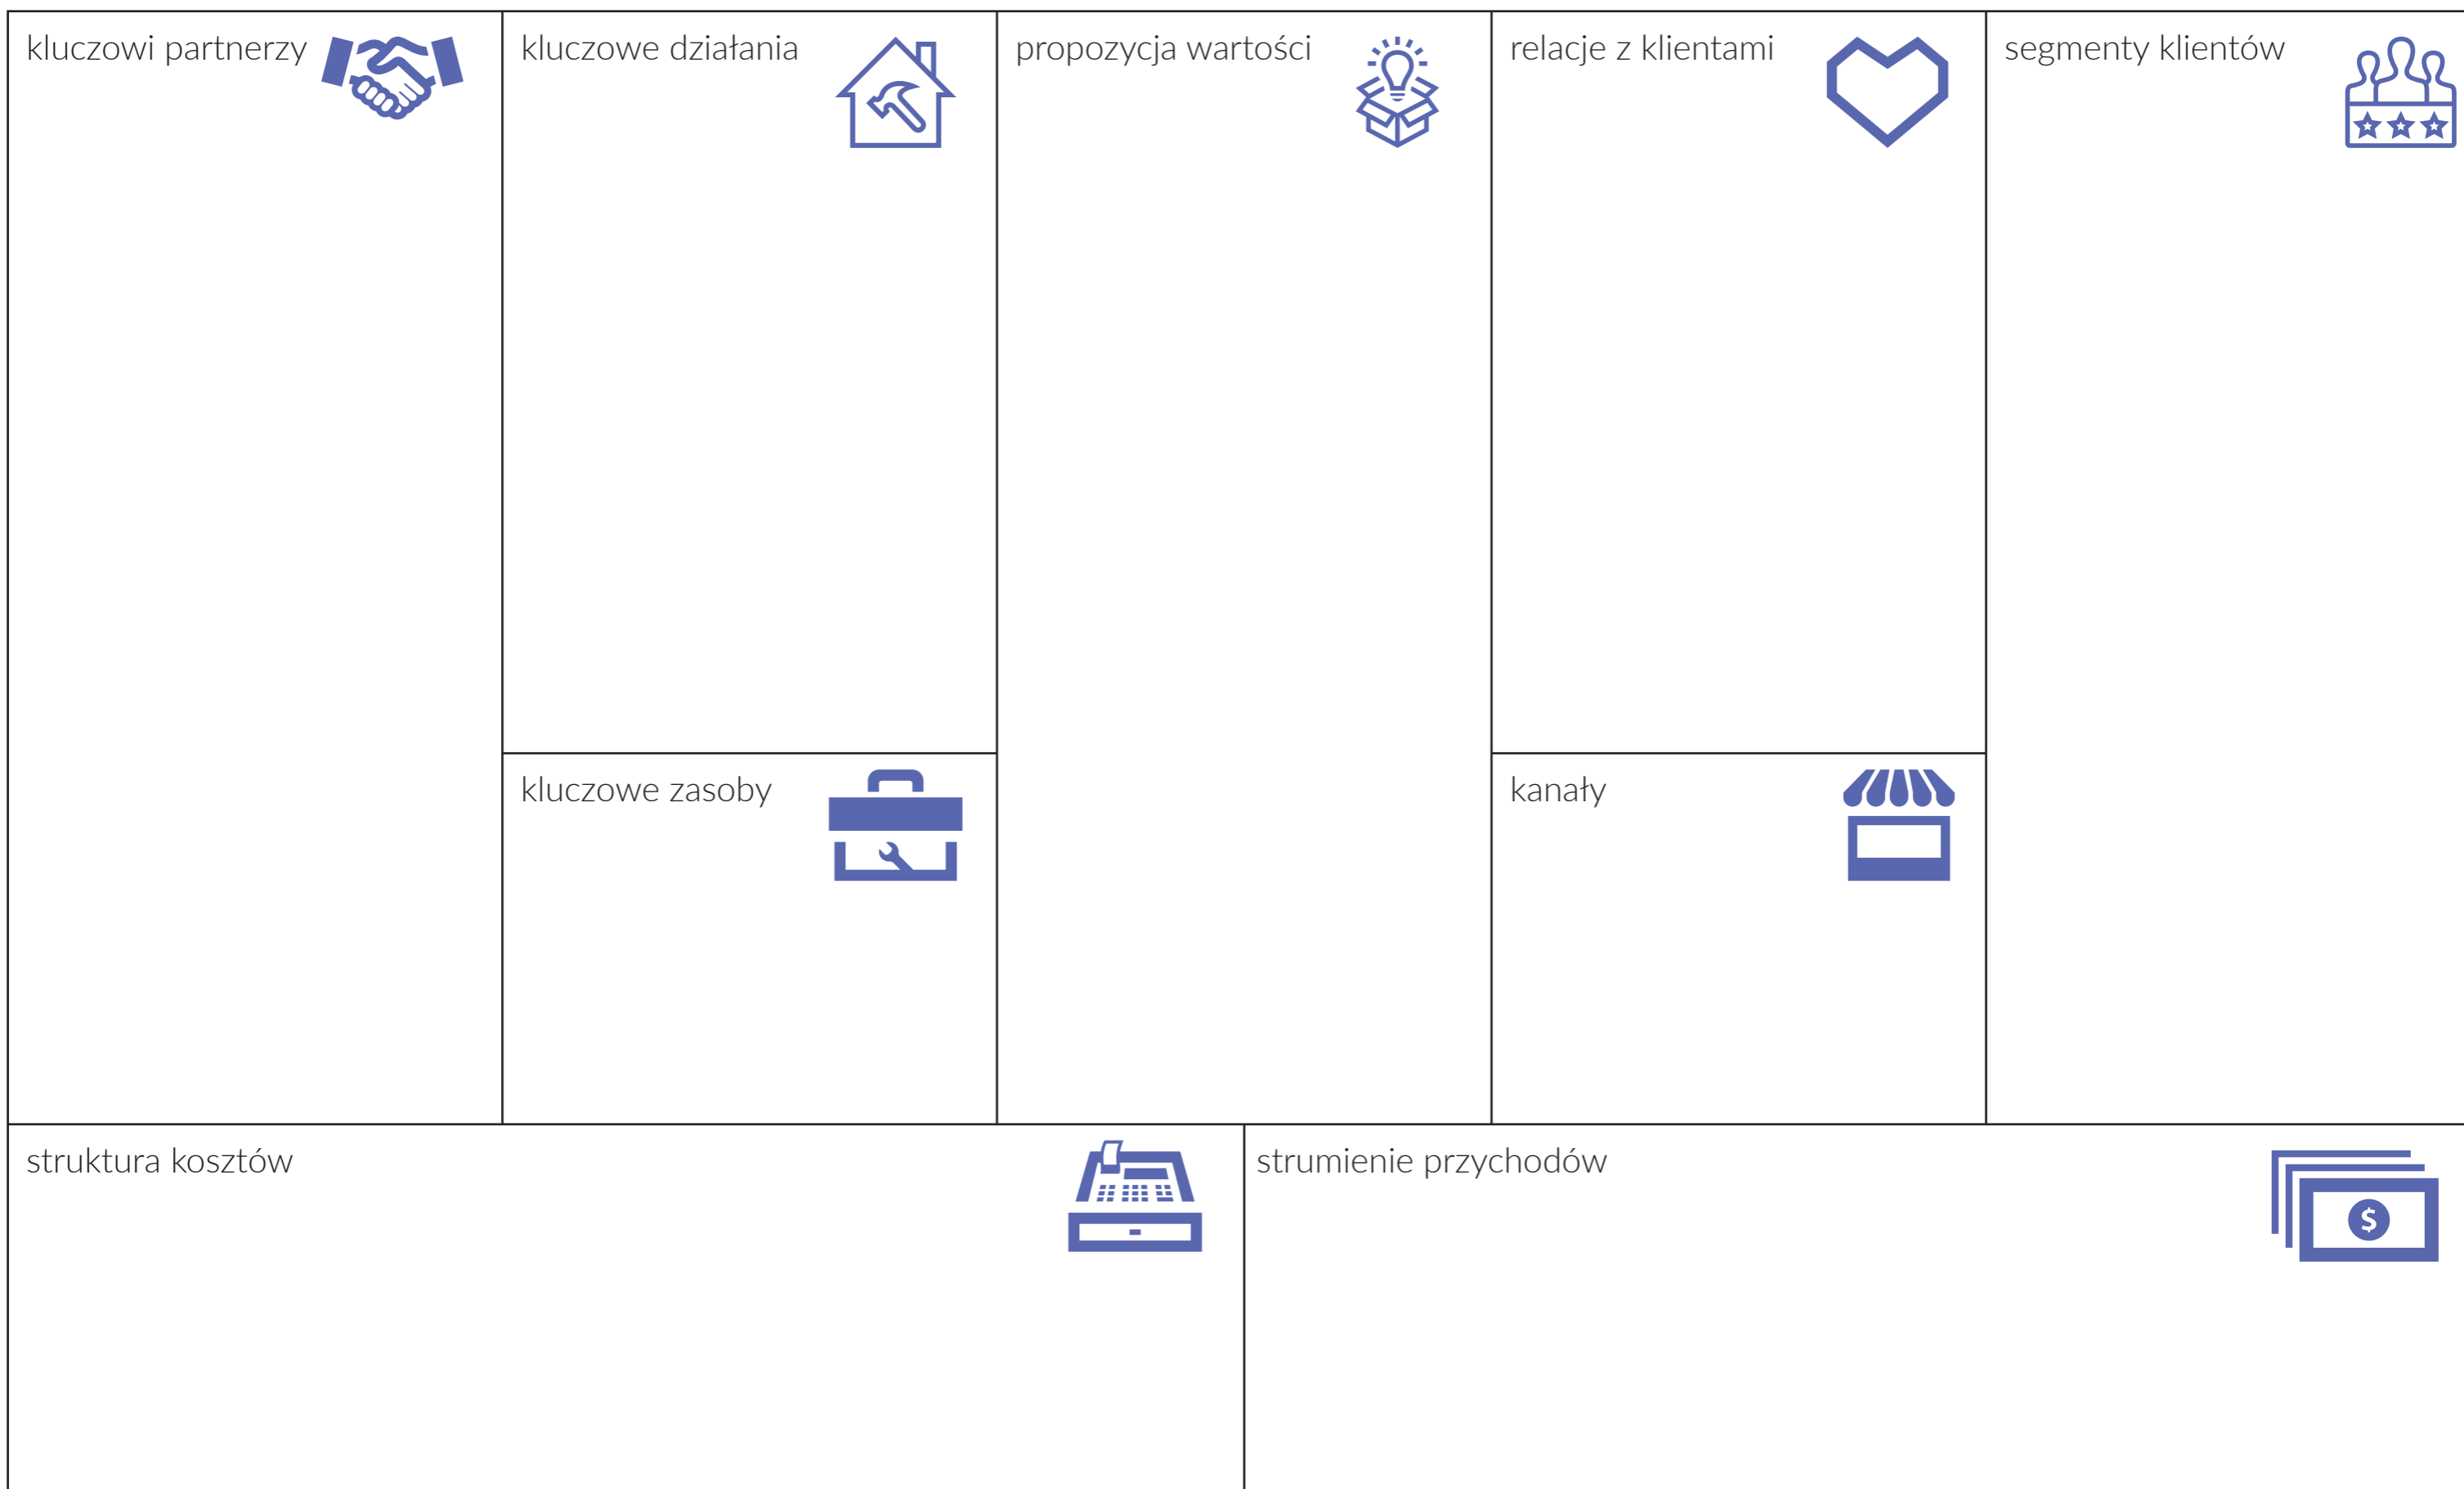 kluczowi partnerzy
kluczowe działania
propozycja wartości
relacje z klientami
segmenty klientów
kluczowe zasoby
kanały
struktura kosztów
strumienie przychodów
$